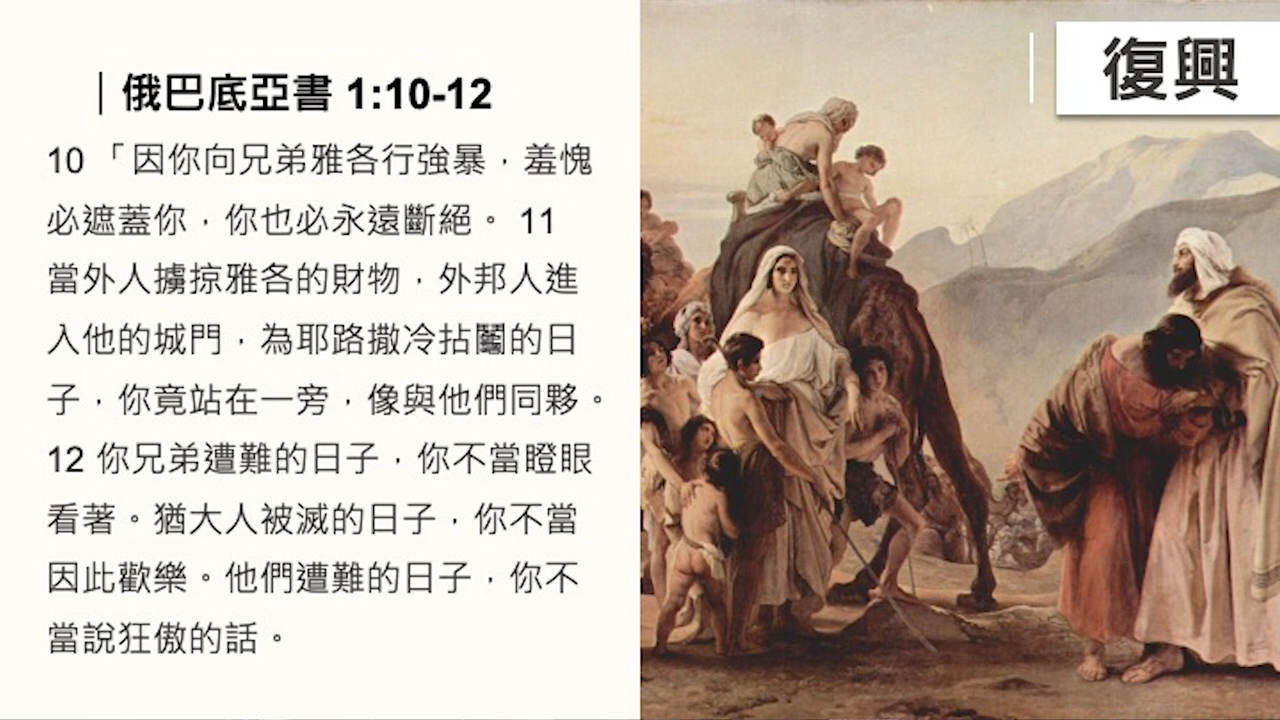 俄巴底亞書 1:10-12
10 「因你向兄弟雅各行強暴，羞愧
必遮蓋你，你也必永遠斷絕。 11
當外人擄掠雅各的財物，外邦人進
入他的城門，為耶路撒冷拈鬮的日
子，你竟站在一旁，像與他們同夥。
12 你兄弟遭難的日子，你不當瞪眼
看著。猶大人被滅的日子，你不當
因此歡樂。他們遭難的日子，你不
當說狂傲的話。
復興